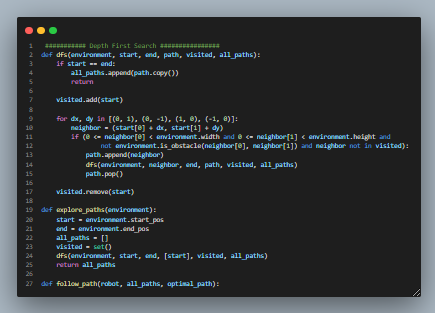 1 ########### Depth First Search ################
2 def dfs(environment, start, end, path, visited, all_paths):
3     if start == end:
4         all_paths.append(path.copy())
5         return
6
7     visited.add(start)
8
9     for dx, dy in [(0, 1), (0, -1), (1, 0), (-1, 0)]:
10         neighbor = (start[0] + dx, start[1] + dy)
11         if (0 <= neighbor[0] < environment.width and 0 <= neighbor[1] < environment.height and
12                 not environment.is_obstacle(neighbor[0], neighbor[1]) and neighbor not in visited):
13             path.append(neighbor)
14             dfs(environment, neighbor, end, path, visited, all_paths)
15             path.pop()
16
17     visited.remove(start)
18
19 def explore_paths(environment):
20     start = environment.start_pos
21     end = environment.end_pos
22     all_paths = []
23     visited = set()
24     dfs(environment, start, end, [start], visited, all_paths)
25     return all_paths
26
27 def follow_path(robot, all_paths, optimal_path):